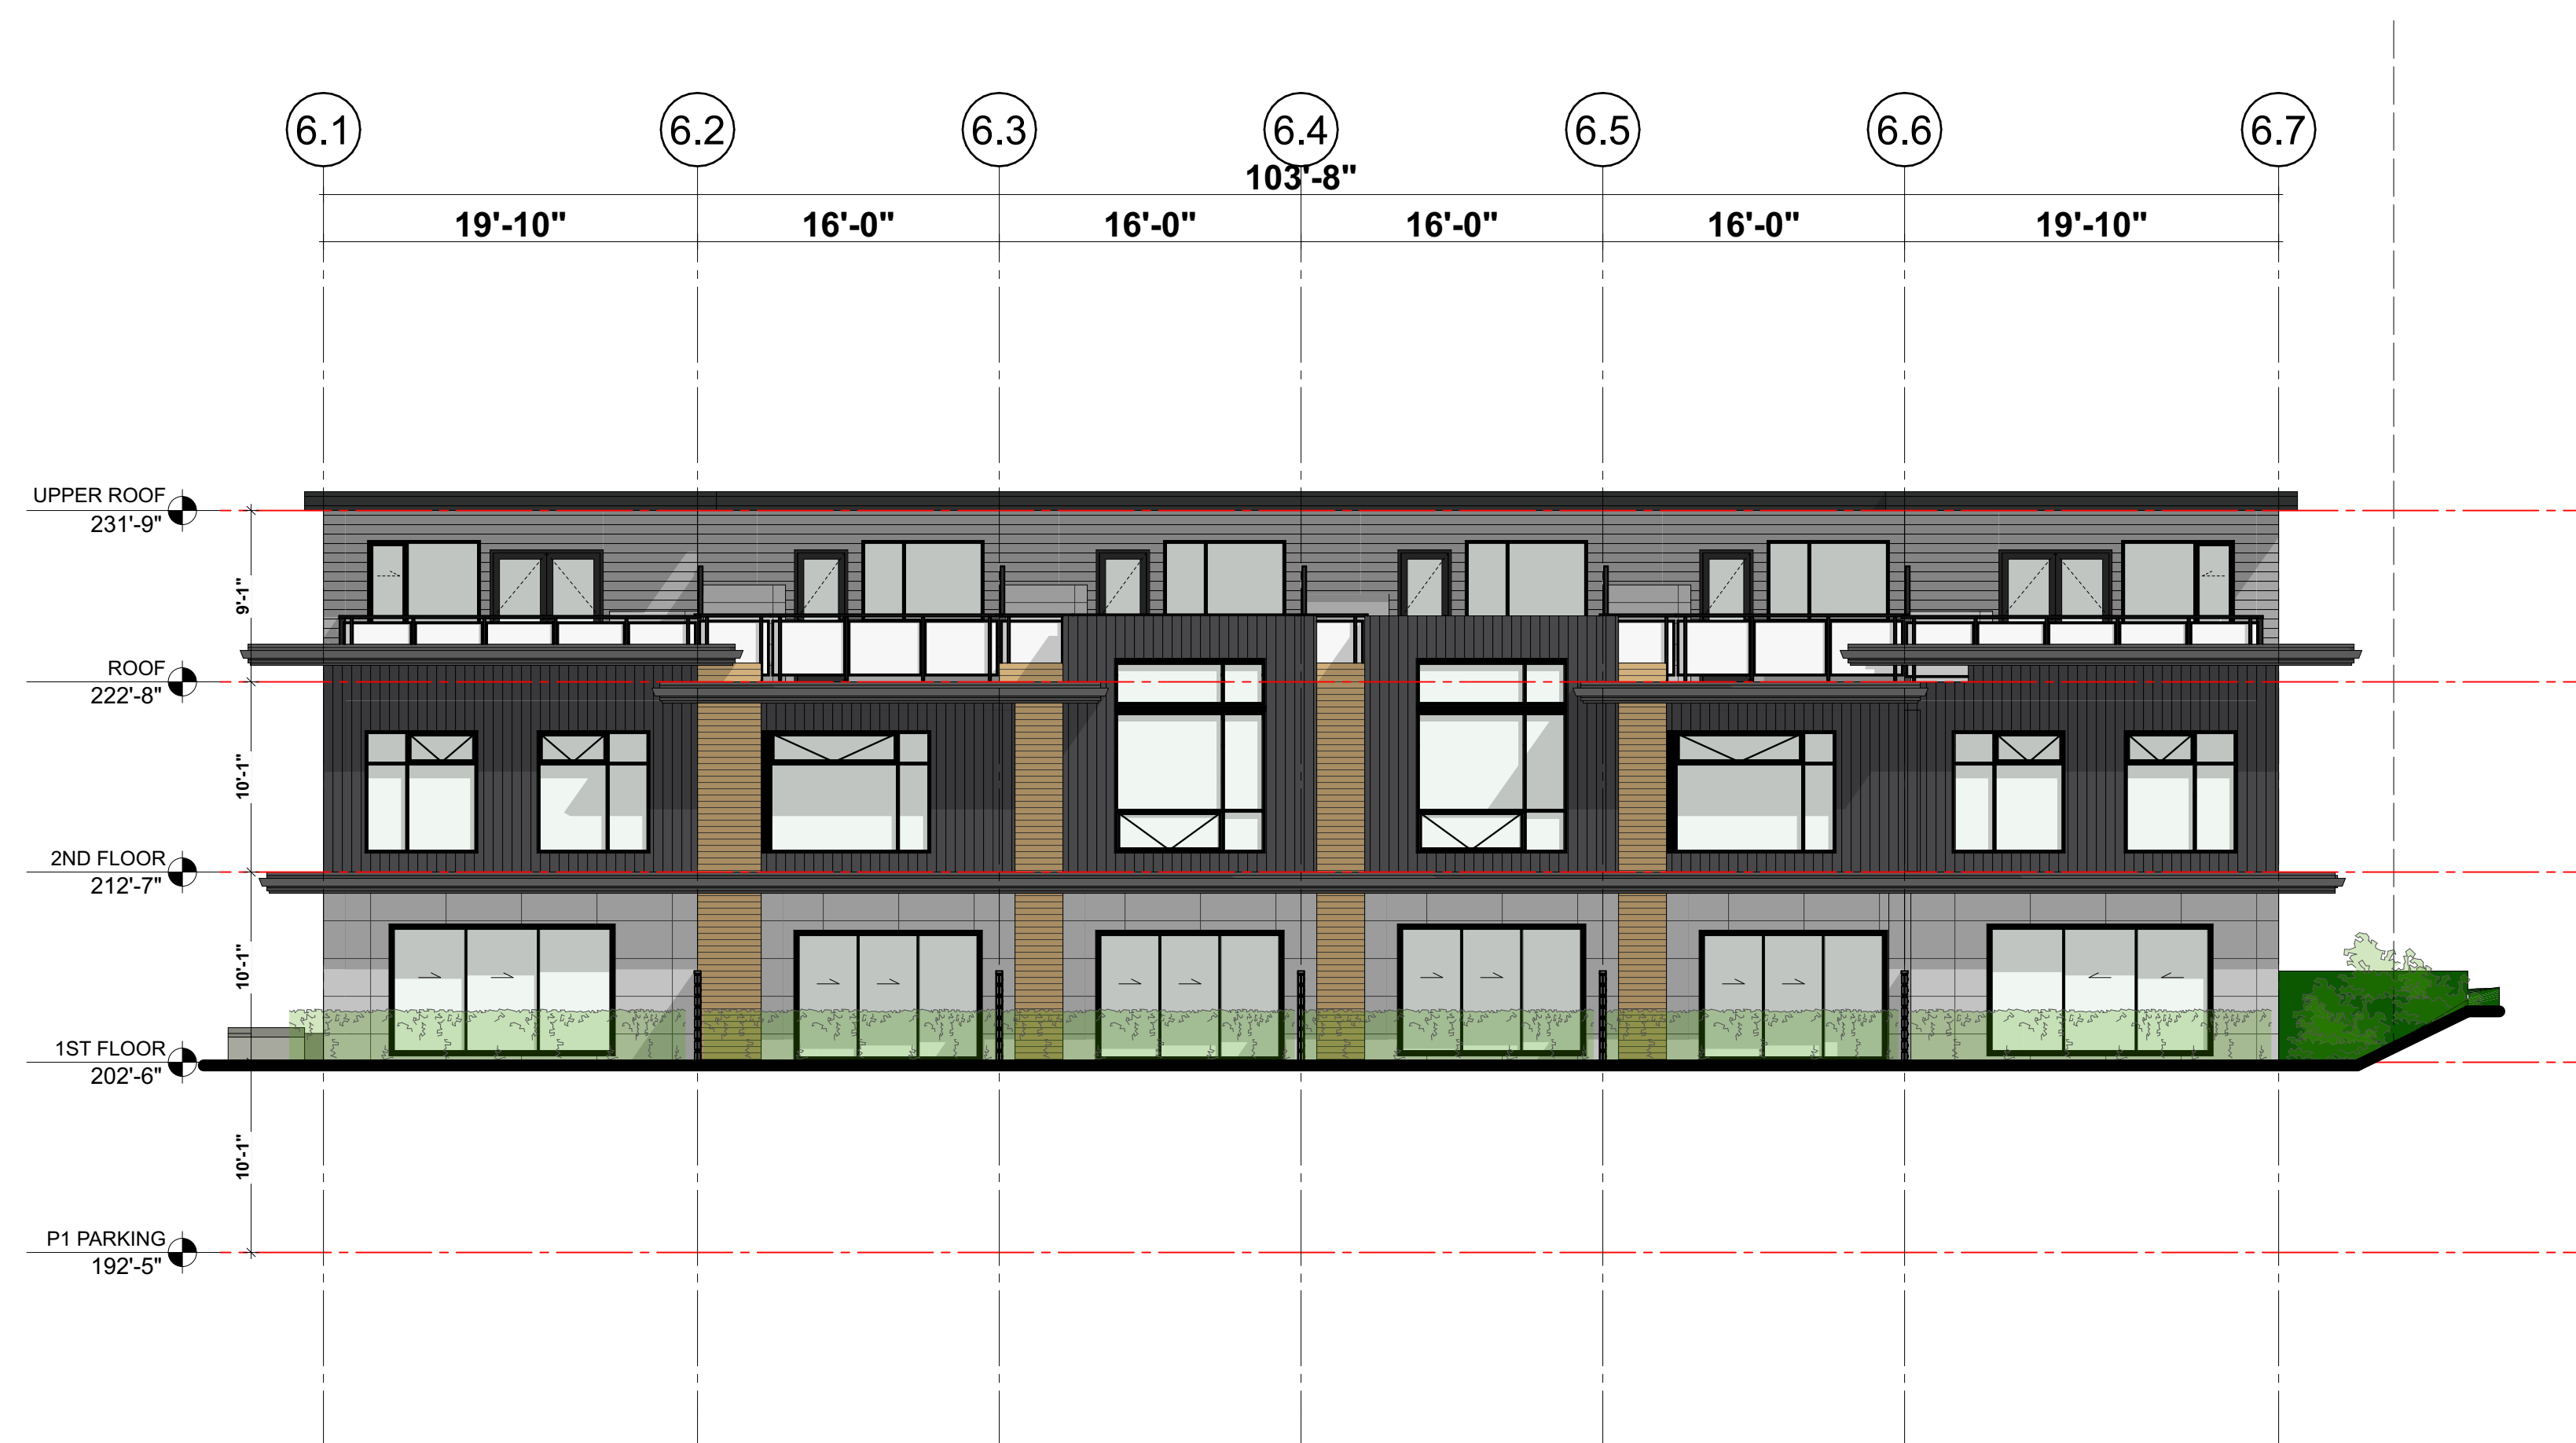 6.1 6.2 6.3 6.4 6.5 6.6 6.7
103'-8"
19'-10" 16'-0" 16'-0" 16'-0" 16'-0" 19'-10"
UPPER ROOF
231'-9"
9'-1"
ROOF
222'-8"
10'-1"
2ND FLOOR
212'-7"
10'-1"
1ST FLOOR
202'-6"
10'-1"
P1 PARKING
192'-5"